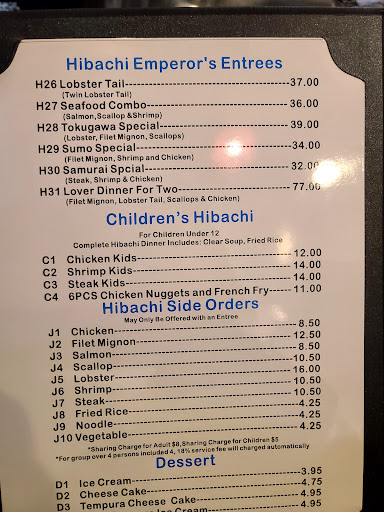 Hibachi Emperor's Entrees
H26 Lobster Tail 37.00
(Twin Lobster Tail)
H27 Seafood Combo 36.00
(Salmon,Scallop &Shrimp)
H28 Tokugawa Special 39.00
(Lobster, Filet Mignon, Scallops)
H29 Sumo Special 34.00
(Filet Mignon, Shrimp and Chicken)
H30 Samurai Spcial 32.00
(Steak, Shrimp & Chicken)
H31 Lover Dinner For Two 77.00
(Filet Mignon, Lobster Tail, Scallops & Chicken)
Children's Hibachi
For Children Under 12
Complete Hibachi Dinner Includes: Clear Soup, Fried Rice
C1 Chicken Kids 12.00
C2 Shrimp Kids 14.00
C3 Steak Kids 14.00
C4 6PCS Chicken Nuggets and French Fry 11.00
Hibachi Side Orders
May Only Be Offered with an Entree
J1 Chicken 8.50
J2 Filet Mignon 12.50
J3 Salmon 8.50
J4 Scallop 10.50
J5 Lobster 16.00
J6 Shrimp 10.50
J7 Steak 10.50
J8 Fried Rice 4.25
J9 Noodle 4.25
J10 Vegetable 4.25
*Sharing Charge for Adult $8,Sharing Charge for Children $5
*For group over 4 persons included 4, 18% service fee will charged automatically
Dessert
D1 Ice Cream 3.95
D2 Cheese Cake 4.75
D3 Tempura Cheese Cake 4.95
Ice Cream 4.95